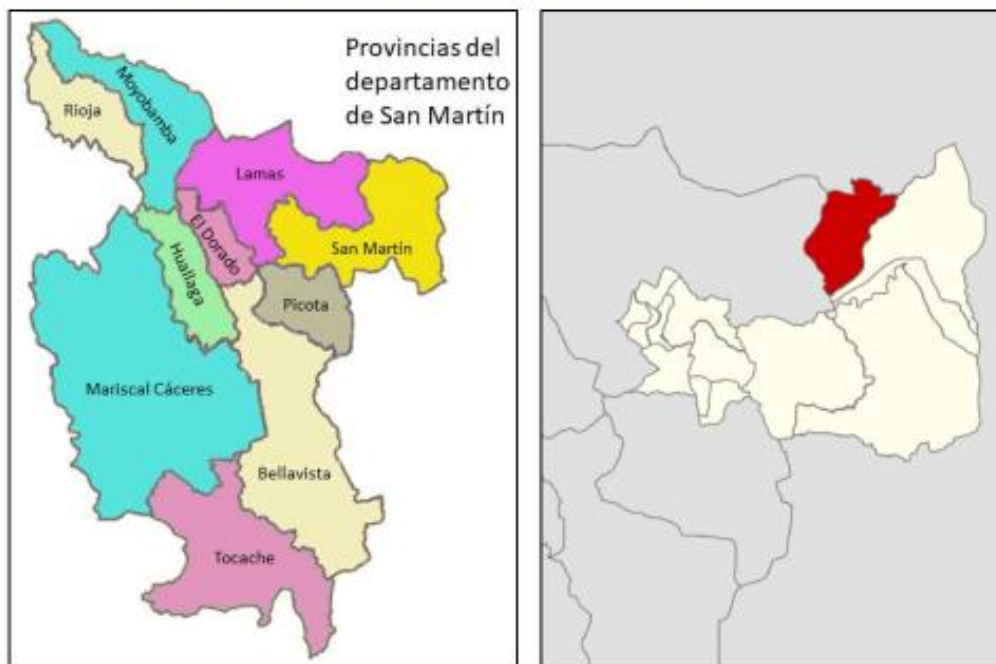 Provincias del
departamento
de San Martín
Moyobamba
Rioja
Lamas
El Dorado
San Martín
Huallaga
Picota
Mariscal Cáceres
Bellavista
Tocache